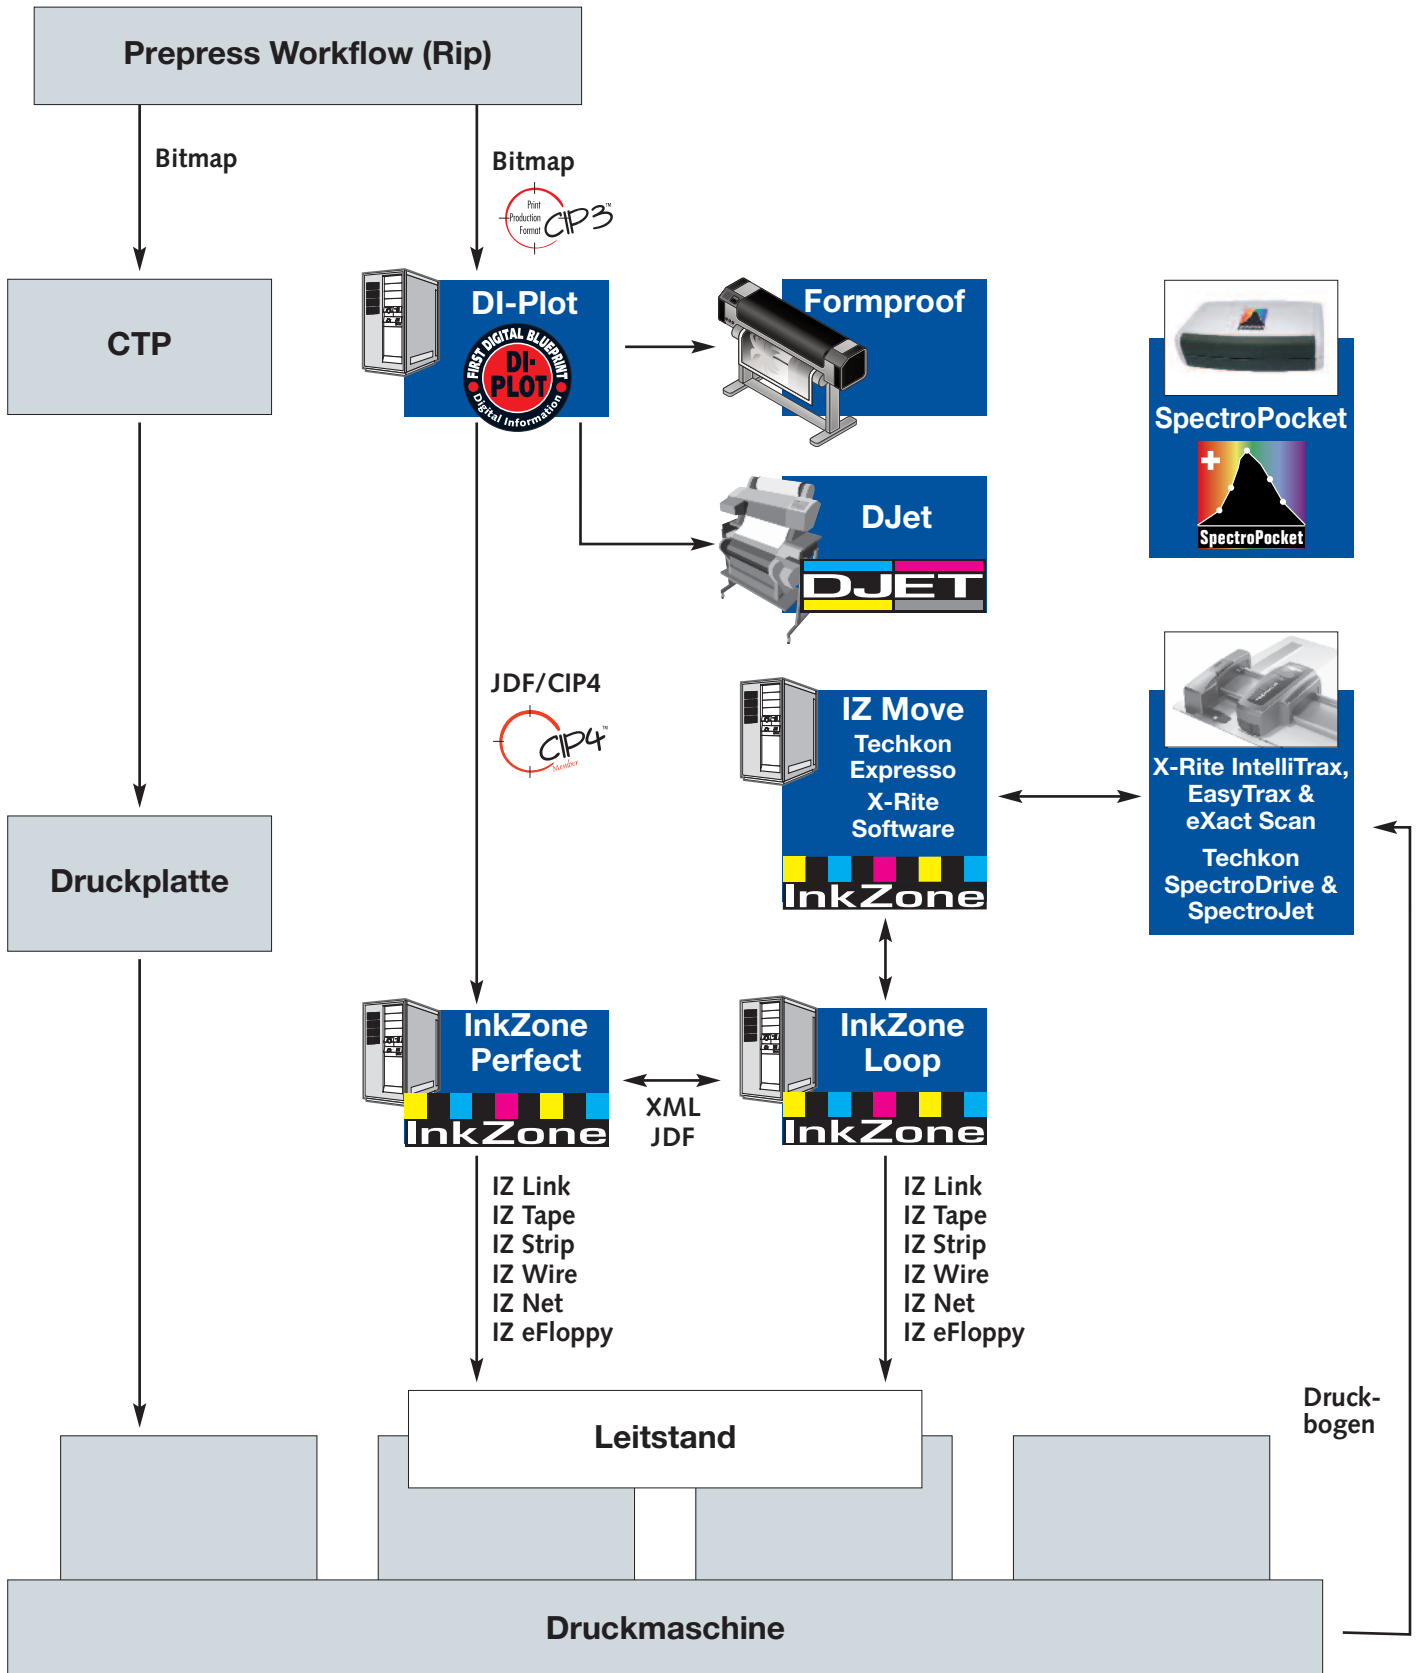 Prepress Workflow (Rip)
Bitmap
Bitmap
Print
Production
Format
CIP3™
CTP
DI-Plot
FIRST DIGITAL BLUEPRINT
DI-
PLOT
Digital Information
Formproof
SpectroPocket
SpectroPocket
DJet
DJET
JDF/CIP4
CIP4™
Member
IZ Move
Techkon
Expresso
X-Rite
Software
InkZone
X-Rite IntelliTrax,
EasyTrax &
eXact Scan
Techkon
SpectroDrive &
SpectroJet
Druckplatte
InkZone
Perfect
InkZone
XML
JDF
InkZone
Loop
InkZone
IZ Link
IZ Tape
IZ Strip
IZ Wire
IZ Net
IZ eFloppy
IZ Link
IZ Tape
IZ Strip
IZ Wire
IZ Net
IZ eFloppy
Druck-
bogen
Leitstand
Druckmaschine